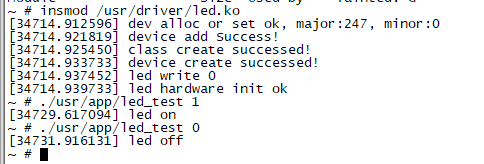 ~ # insmod /usr/driver/led.ko
[34714.912596] dev alloc or set ok, major:247, minor:0
[34714.921819] device add Success!
[34714.925450] class create successed!
[34714.933733] device create successed!
[34714.937452] led write 0
[34714.939733] led hardware init ok
~ # ./usr/app/led_test 1
[34729.617094] led on
~ # ./usr/app/led_test 0
[34731.916131] led off
~ #